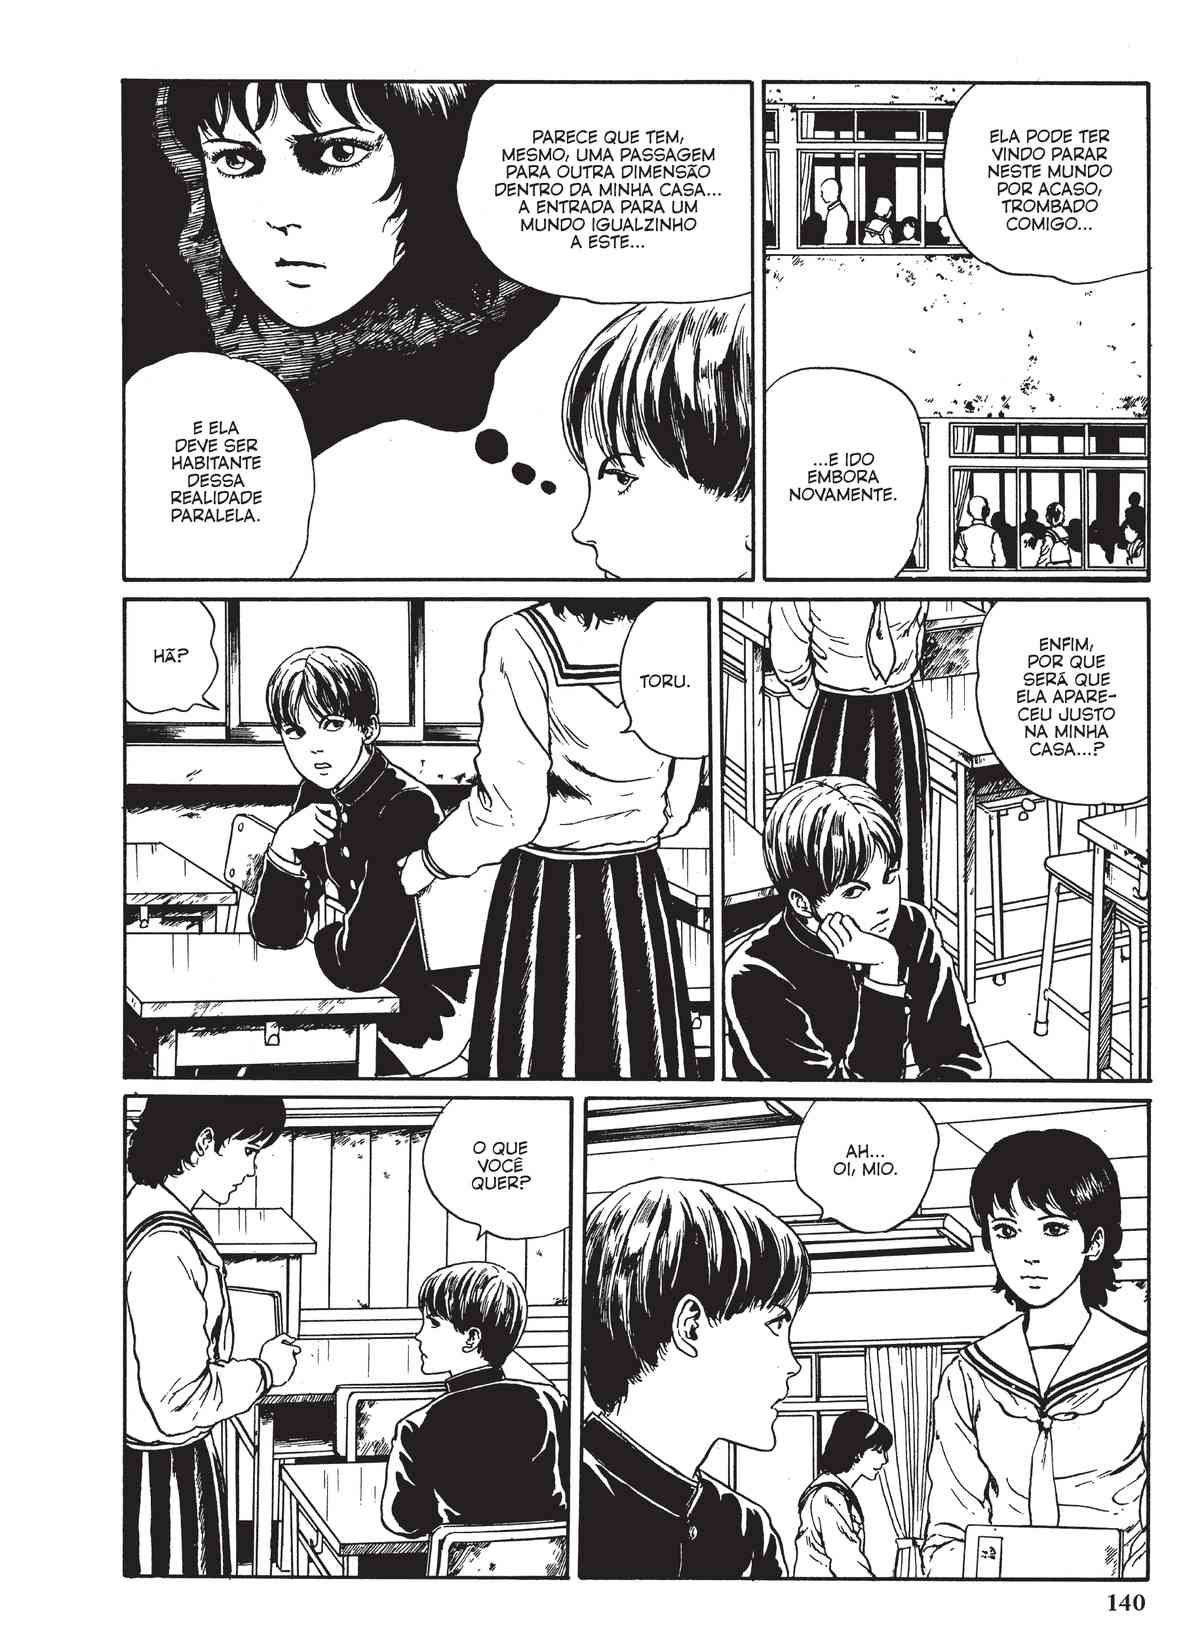 ELA PODE TER
VINDO PARAR
NESTE MUNDO
POR ACASO,
TROMBADO
COMIGO...
...E IDO
EMBORA
NOVAMENTE.
PARECE QUE TEM,
MESMO, UMA PASSAGEM
PARA OUTRA DIMENSÃO
DENTRO DA MINHA CASA...
A ENTRADA PARA UM
MUNDO IGUALZINHO
A ESTE...
E ELA
DEVE SER
HABITANTE
DESSA
REALIDADE
PARALELA.
ENFIM,
POR QUE
SERÁ QUE
ELA APARE-
CEU JUSTO
NA MINHA
CASA...?
TORU.
HÃ?
AH...
OI, MIO.
O QUE
VOCÊ
QUER?
140